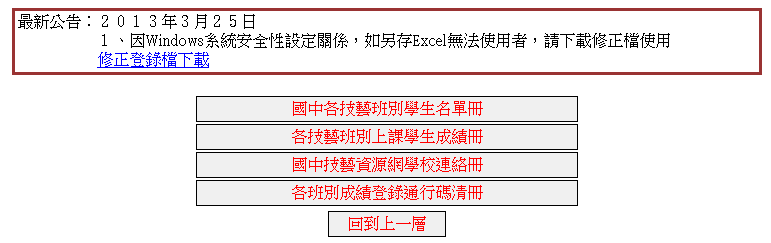 最新公告：２０１３年３月２５日
１、因Windows系統安全性設定關係，如另存Excel無法使用者，請下載修正檔使用
修正登錄檔下載
國中各技藝班別學生名單冊
各技藝班別上課學生成績冊
國中技藝資源網學校連絡冊
各班別成績登錄通行碼清冊
回到上一層